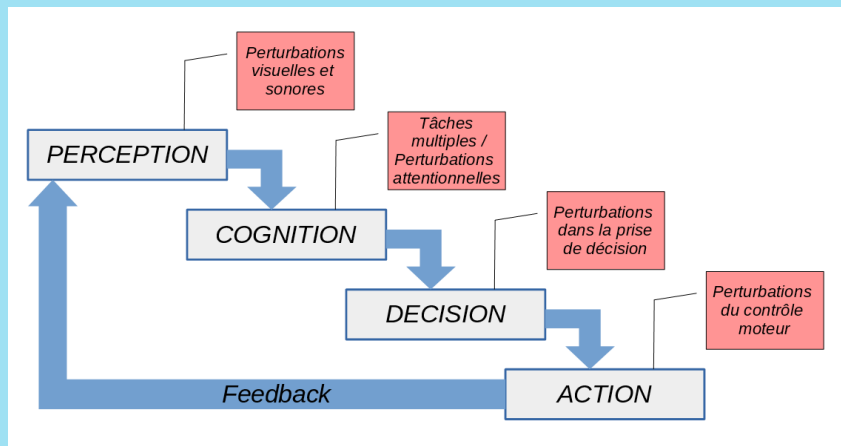 Perturbations
visuelles et
sonores
PERCEPTION
Tâches
multiples /
Perturbations
attentionnelles
COGNITION
Perturbations
dans la prise
de décision
DECISION
Perturbations
du contrôle
moteur
ACTION
Feedback